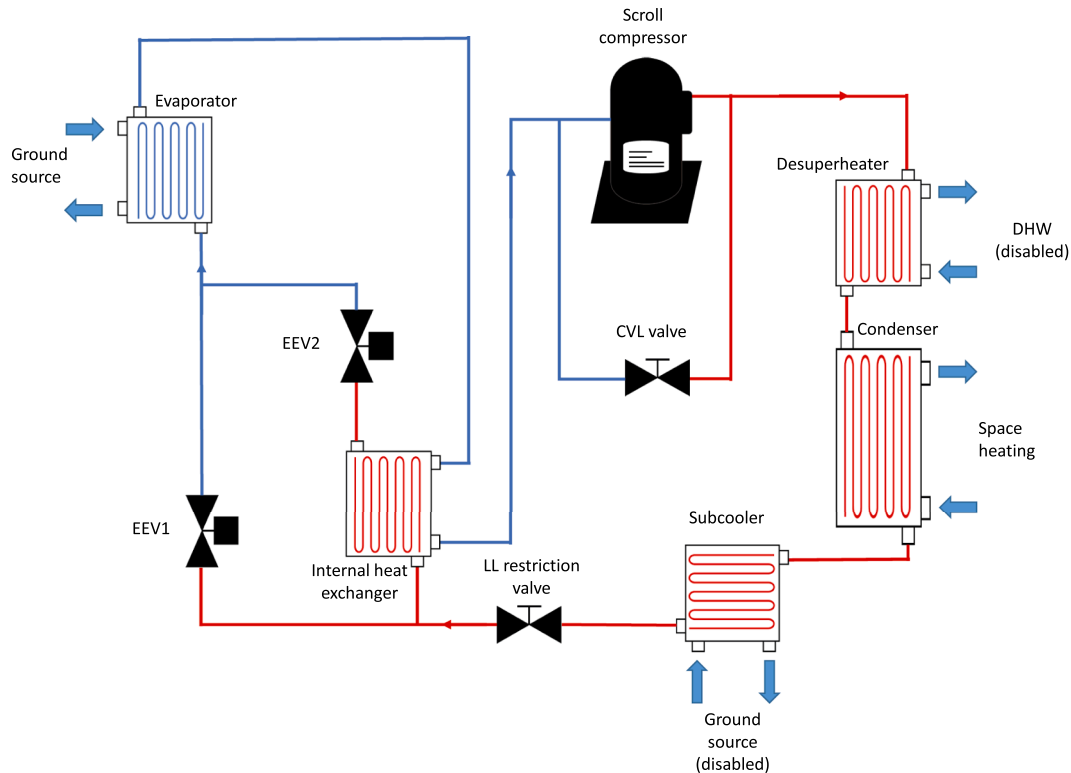 Scroll
compressor
Evaporator
Ground
source
Desuperheater
DHW
(disabled)
EEV2
CVL valve
Condenser
Space
heating
EEV1
Subcooler
Internal heat
exchanger
LL restriction
valve
Ground
source
(disabled)